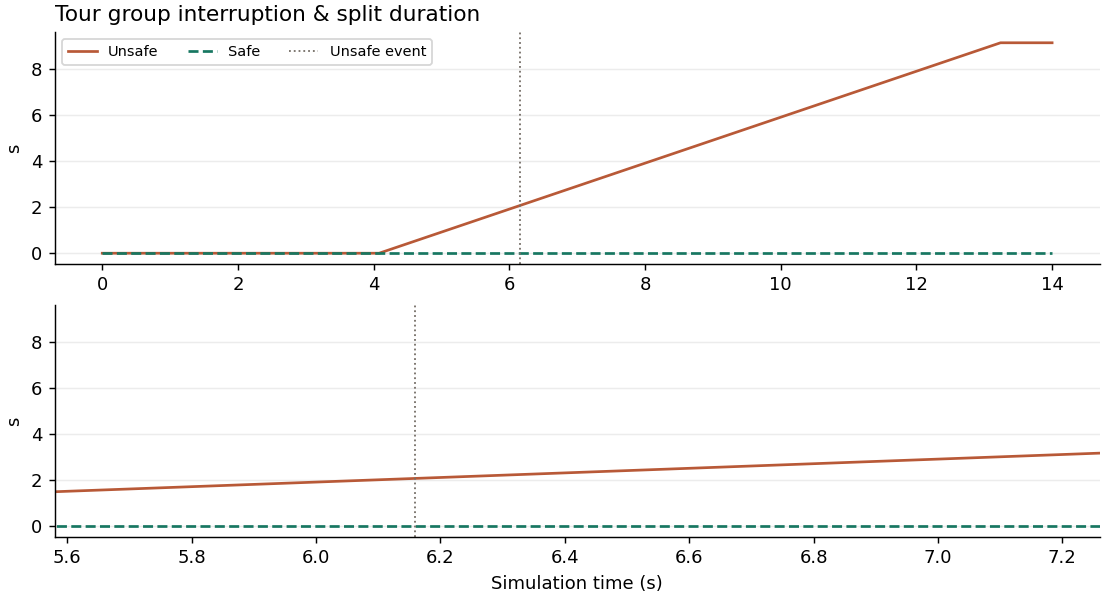 Tour group interruption & split duration
Unsafe Safe Unsafe event
s
8
6
4
2
0
0 2 4 6 8 10 12 14
s
8
6
4
2
0
5.6 5.8 6.0 6.2 6.4 6.6 6.8 7.0 7.2
Simulation time (s)